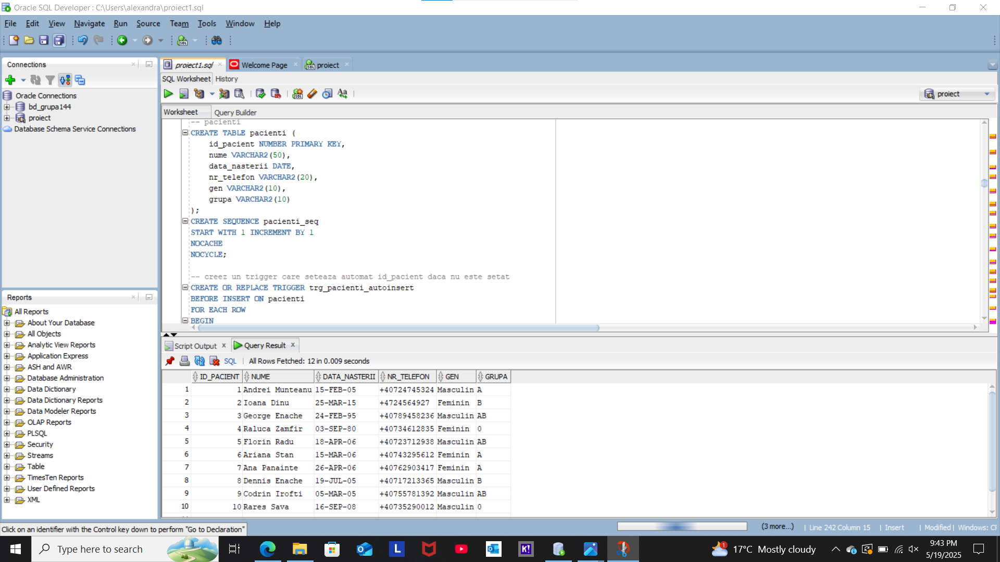 Oracle SQL Developer : C:\Users\alexandra\proiect1.sql
File Edit View Navigate Run Source Team Tools Window Help
Connections
proiect1.sql Welcome Page proiect
SQL Worksheet History
proiect
Oracle Connections
bd_grupa144
proiect
Database Schema Service Connections
Worksheet Query Builder
-- pacienti
CREATE TABLE pacienti (
id_pacient NUMBER PRIMARY KEY,
nume VARCHAR2(50),
data_nasterii DATE,
nr_telefon VARCHAR2(20),
gen VARCHAR2(10),
grupa VARCHAR2(10)
);
CREATE SEQUENCE pacienti_seq
START WITH 1 INCREMENT BY 1
NOCACHE
NOCYCLE;
-- creez un trigger care seteaza automat id_pacient daca nu este setat
CREATE OR REPLACE TRIGGER trg_pacienti_autoinsert
BEFORE INSERT ON pacienti
FOR EACH ROW
BEGIN
Reports
All Reports
About Your Database
All Objects
Analytic View Reports
Application Express
ASH and AWR
Database Administration
Data Dictionary
Data Dictionary Reports
Data Modeler Reports
OLAP Reports
PLSQL
Security
Streams
Table
TimesTen Reports
User Defined Reports
XML
Script Output Query Result
SQL All Rows Fetched: 12 in 0.009 seconds
ID_PACIENT NUME DATA_NASTERII NR_TELEFON GEN GRUPA
1 1 Andrei Munteanu 15-FEB-05 +40724745324 Masculin A
2 2 Ioana Dinu 25-MAR-15 +4724564927 Feminin B
3 3 George Enache 24-FEB-95 +40789458236 Masculin AB
4 4 Raluca Zamfir 03-SEP-80 +40734612835 Feminin 0
5 5 Florin Radu 18-APR-06 +40723712938 Masculin AB
6 6 Ariana Stan 15-MAR-06 +40743295612 Feminin A
7 7 Ana Panainte 26-APR-06 +40762903417 Feminin A
8 8 Dennis Enache 19-JUL-05 +40717213365 Masculin B
9 9 Codrin Irofti 05-MAR-05 +40755781392 Masculin AB
10 10 Rares Sava 16-SEP-08 +40735290012 Masculin 0
Click on an identifier with the Control key down to perform "Go to Declaration"
(3 more...) | Line 242 Column 15 | Insert | Modified | Windows:
Type here to search
17°C Mostly cloudy
9:43 PM
5/19/2025